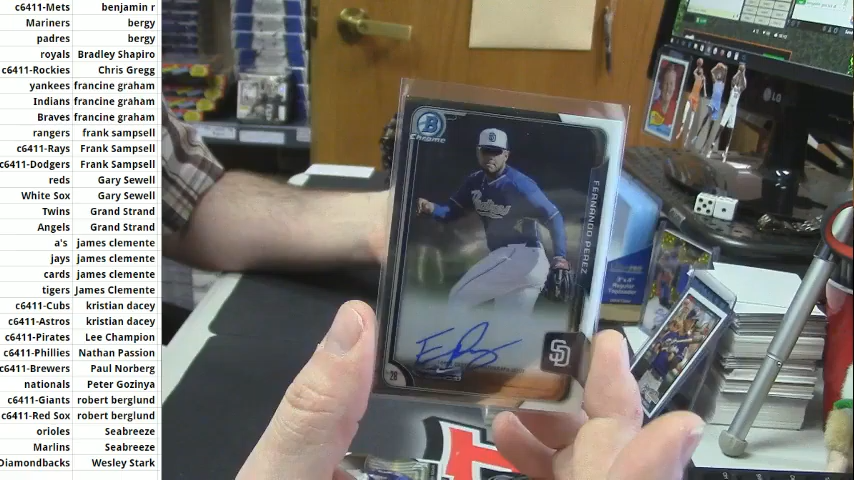 c6411-Mets benjamin r
Mariners bergy
padres bergy
royals Bradley Shapiro
c6411-Rockies Chris Gregg
yankees francine graham
Indians francine graham
Braves francine graham
rangers frank sampsell
c6411-Rays Frank Sampsell
c6411-Dodgers Frank Sampsell
reds Gary Sewell
White Sox Gary Sewell
Twins Grand Strand
Angels Grand Strand
a's james clemente
jays james clemente
cards james clemente
tigers James Clemente
c6411-Cubs kristian dacey
c6411-Astros kristian dacey
c6411-Pirates Lee Champion
c6411-Phillies Nathan Passion
c6411-Brewers Paul Norberg
nationals Peter Gozinya
c6411-Giants robert berglund
c6411-Red Sox robert berglund
orioles Seabreeze
Marlins Seabreeze
Diamondbacks Wesley Stark
B
Chrome
SD
Padres
FERNANDO PEREZ
SD
28
LG